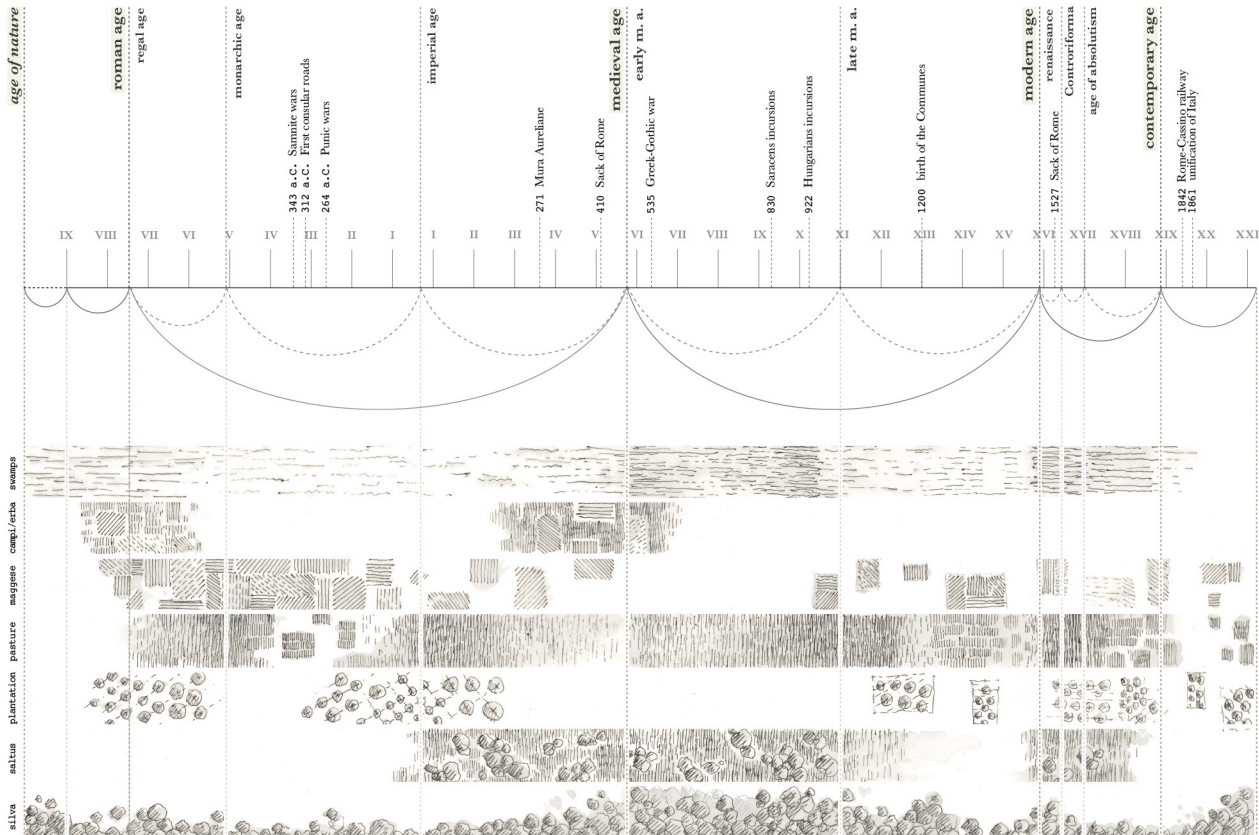 age of nature
roman age
regal age
monarchic age
imperial age
medieval age
early m. a.
late m. a.
modern age
renaissance
Controriforma
age of absolutism
contemporary age
343 a.C. Samnite wars
312 a.C. First consular roads
264 a.C. Punic wars
271 Mura Aureliane
410 Sack of Rome
535 Greek-Gothic war
830 Saracens incursions
922 Hungarians incursions
1200 birth of the Communes
1527 Sack of Rome
1842 Rome-Cassino railway
1861 unification of Italy
IX VIII VII VI V IV III II I I II III IV V VI VII VIII IX X XI XII XIII XIV XV XVI XVII XVIII XIX XX XXI
swamps
campi/erba
maggese
pasture
plantation
saltus
silva